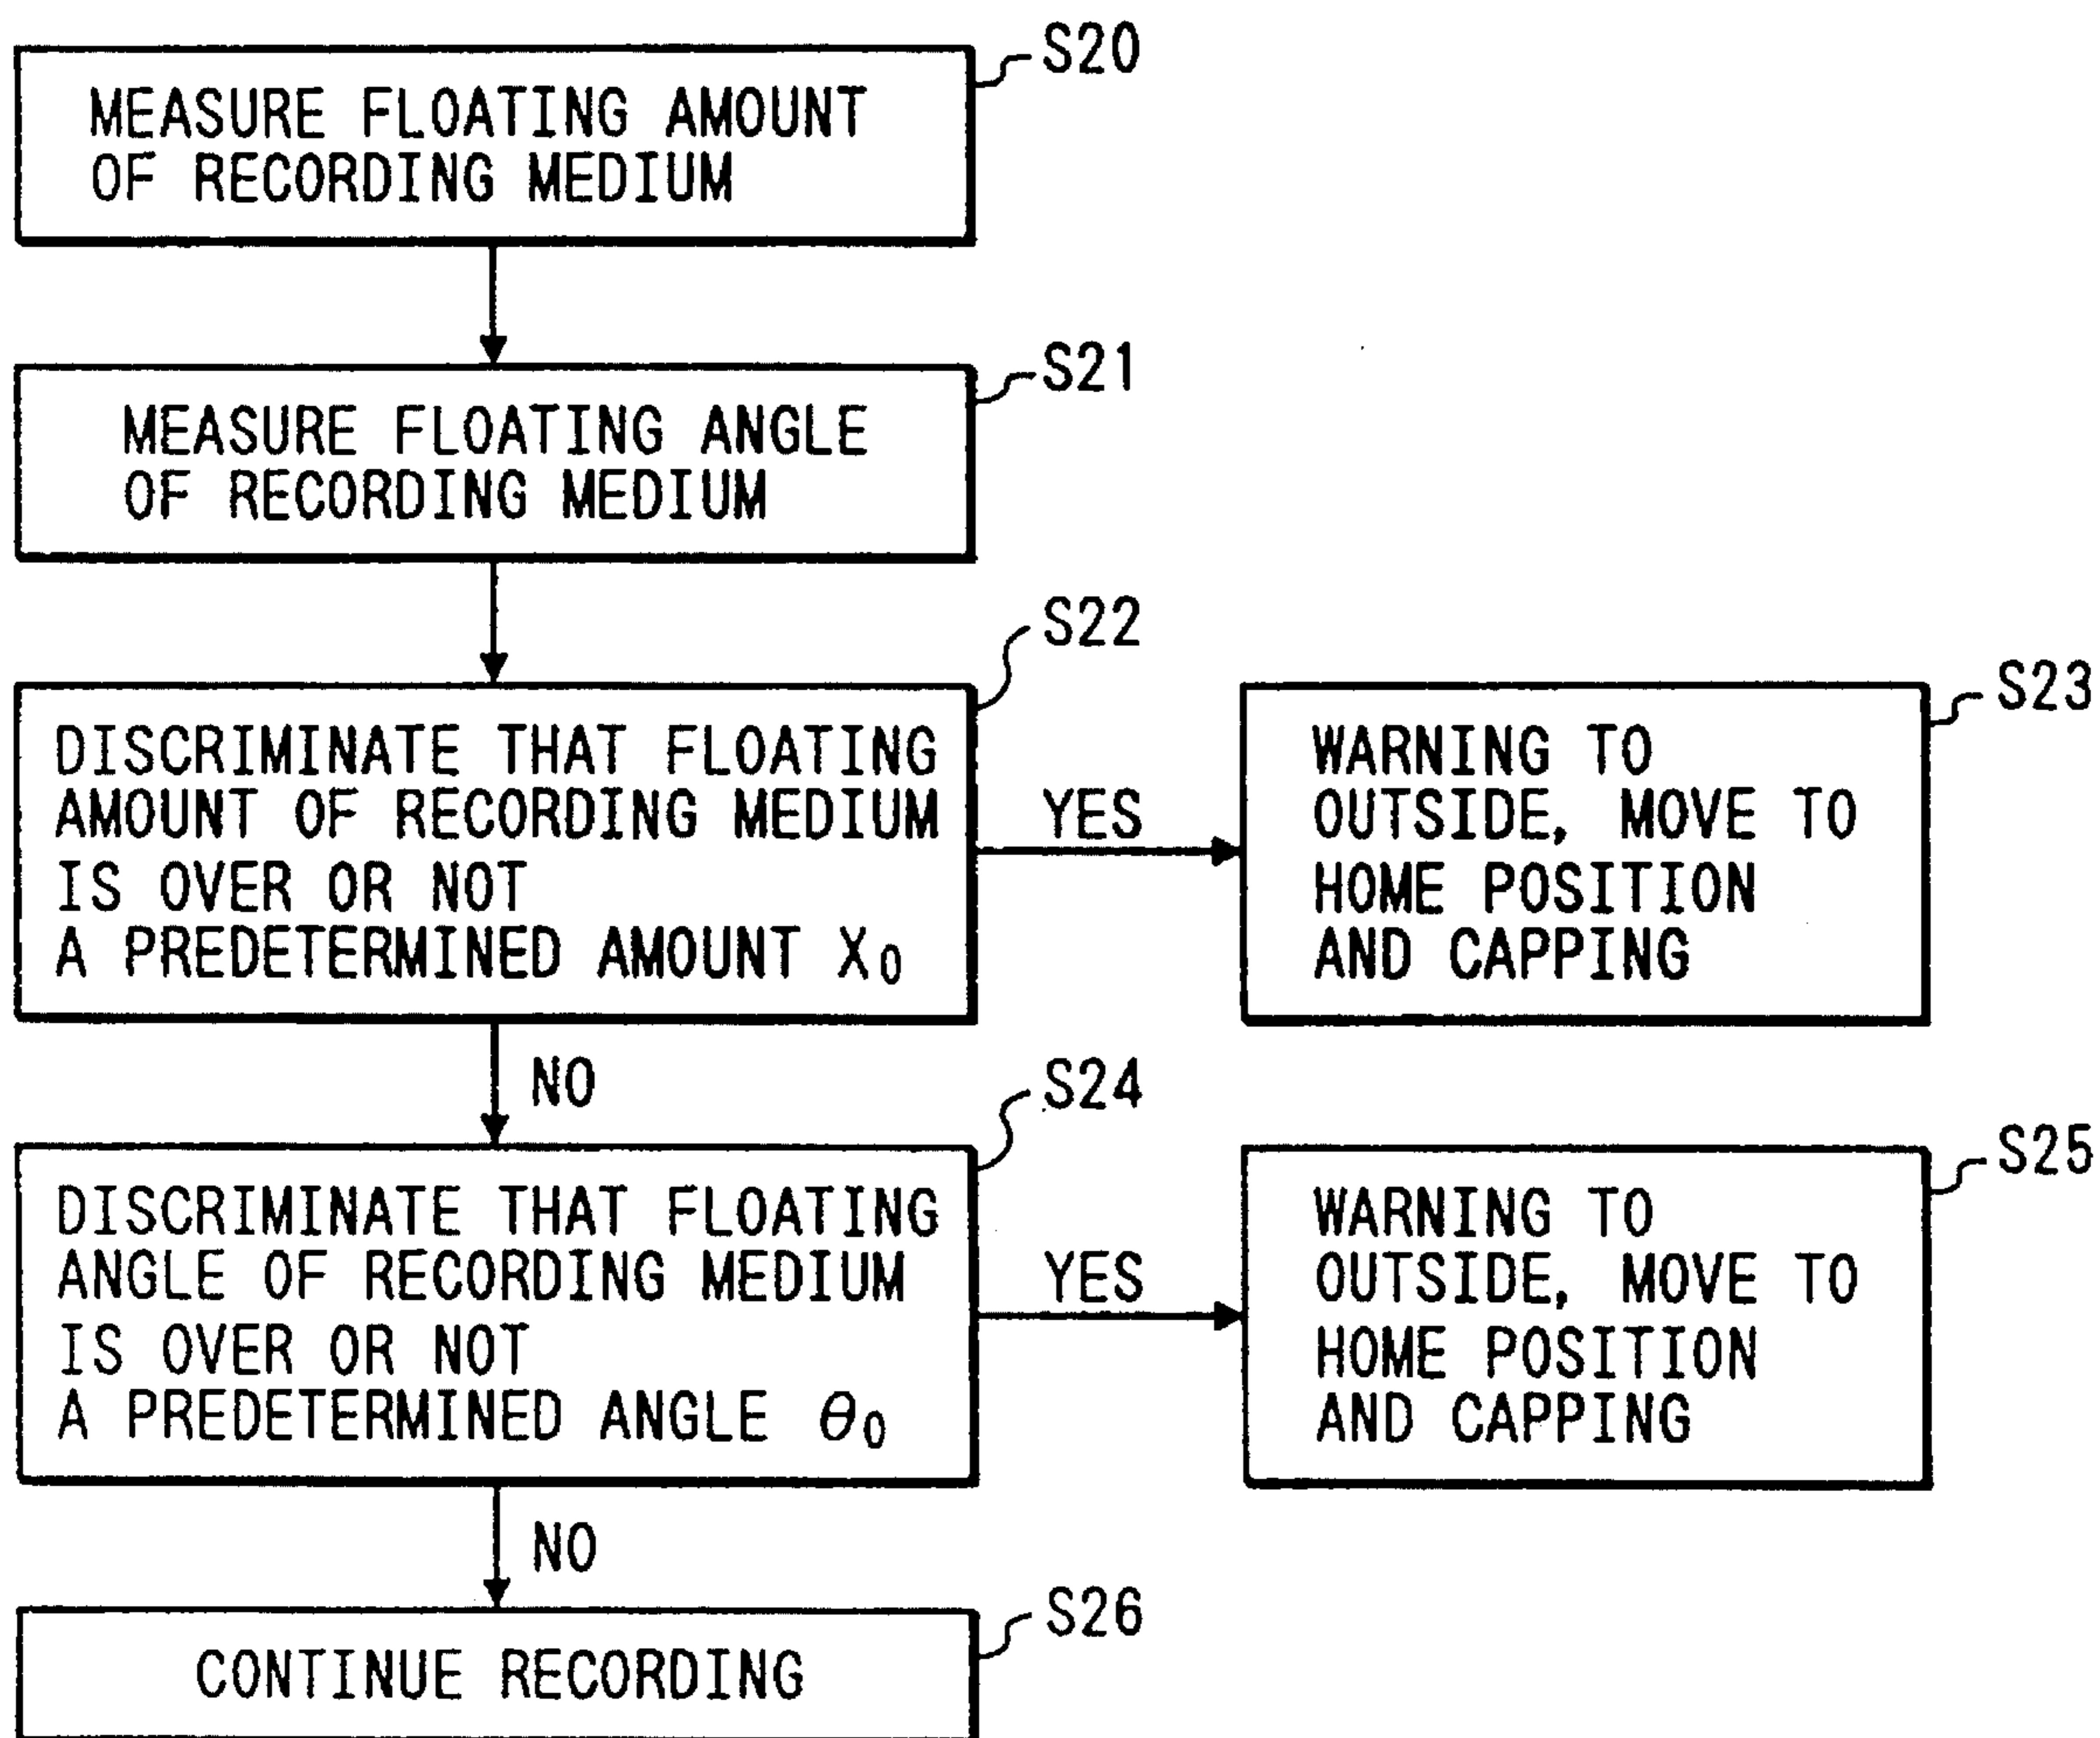 S20
MEASURE FLOATING AMOUNT
OF RECORDING MEDIUM
S21
MEASURE FLOATING ANGLE
OF RECORDING MEDIUM
S22
DISCRIMINATE THAT FLOATING
AMOUNT OF RECORDING MEDIUM
IS OVER OR NOT
A PREDETERMINED AMOUNT X₀
YES
S23
WARNING TO
OUTSIDE, MOVE TO
HOME POSITION
AND CAPPING
NO
S24
DISCRIMINATE THAT FLOATING
ANGLE OF RECORDING MEDIUM
IS OVER OR NOT
A PREDETERMINED ANGLE θ₀
YES
S25
WARNING TO
OUTSIDE, MOVE TO
HOME POSITION
AND CAPPING
NO
S26
CONTINUE RECORDING